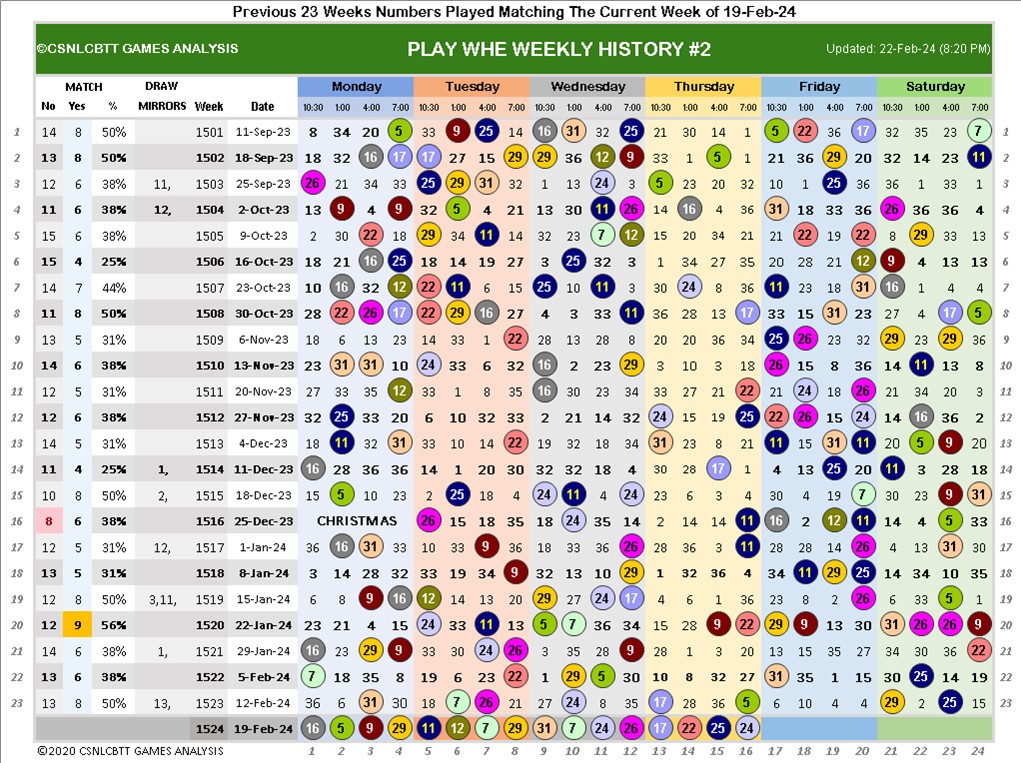 Previous 23 Weeks Numbers Played Matching The Current Week of 19-Feb-24
©CSNLCBTT GAMES ANALYSIS PLAY WHE WEEKLY HISTORY #2 Updated: 22-Feb-24 (8:20 PM)
MATCH DRAW Monday Tuesday Wednesday Thursday Friday Saturday
No Yes % MIRRORS Week Date 10:30 1:00 4:00 7:00 10:30 1:00 4:00 7:00 10:30 1:00 4:00 7:00 10:30 1:00 4:00 7:00 10:30 1:00 4:00 7:00 10:30 1:00 4:00 7:00
1 14 8 50% 1501 11-Sep-23 8 34 20 5 33 9 25 14 16 31 32 25 21 30 14 1 5 22 36 17 32 35 23 7 1
2 13 8 50% 1502 18-Sep-23 18 32 16 17 17 27 15 29 29 36 12 9 33 1 5 1 21 36 29 20 32 14 23 11 2
3 12 6 38% 11, 1503 25-Sep-23 26 21 34 33 25 29 31 32 1 13 24 3 5 23 20 32 10 1 25 36 36 1 33 1 3
4 11 6 38% 12, 1504 2-Oct-23 13 9 4 9 32 5 4 21 13 30 11 26 14 16 4 23 31 18 33 36 21 36 36 4 4
5 15 6 38% 1505 9-Oct-23 2 30 22 18 29 34 11 14 32 23 7 12 15 20 34 21 21 22 19 22 8 29 33 13 5
6 15 4 25% 1506 16-Oct-23 18 21 16 25 18 14 19 27 3 25 32 3 1 34 27 35 20 28 21 12 9 4 13 13 6
7 14 7 44% 1507 23-Oct-23 10 16 32 12 22 11 6 15 25 10 11 3 14 24 8 34 11 23 18 31 16 1 4 4 7
8 11 8 50% 1508 30-Oct-23 28 22 26 17 22 29 16 27 4 3 33 11 36 28 13 17 33 15 31 23 27 4 17 5 8
9 13 5 31% 1509 6-Nov-23 18 6 13 23 14 33 1 22 8 19 23 33 20 20 36 34 25 26 23 32 29 23 29 36 9
10 14 6 38% 1510 13-Nov-23 23 31 31 10 24 33 6 32 16 2 23 29 3 10 3 18 26 15 8 36 14 11 13 8 10
11 12 5 31% 1511 20-Nov-23 27 33 35 12 33 1 8 35 16 30 23 34 3 6 1 22 21 24 18 26 18 33 34 20 11
12 12 6 38% 1512 27-Nov-23 32 25 33 20 6 10 32 33 2 21 14 32 24 15 19 25 22 26 15 24 14 16 36 2 12
13 14 5 31% 1513 4-Dec-23 18 11 32 31 33 10 14 22 19 32 18 34 31 23 8 21 11 15 31 11 20 5 9 20 13
14 11 4 25% 1, 1514 11-Dec-23 16 28 36 36 14 1 20 30 32 32 18 4 30 28 17 1 4 13 25 20 11 3 28 18 14
15 10 8 50% 2, 1515 18-Dec-23 15 5 10 23 2 25 18 4 24 11 4 24 23 6 3 4 30 4 19 7 30 23 9 31 15
16 8 6 38% 1516 25-Dec-23 CHRISTMAS 26 15 18 35 18 24 35 14 2 14 14 11 16 2 12 11 14 4 5 33 16
17 12 5 31% 12, 1517 1-Jan-24 36 16 31 33 10 33 9 36 18 33 36 26 28 36 3 11 28 28 14 26 4 23 31 30 17
18 13 5 31% 1518 8-Jan-24 3 14 28 32 33 19 34 9 32 13 10 29 1 32 36 4 34 11 29 25 14 34 10 35 18
19 12 8 50% 3,11, 1519 15-Jan-24 6 8 9 16 12 14 13 20 29 27 24 17 4 6 1 36 23 8 2 26 6 33 5 1 19
20 12 9 56% 1520 22-Jan-24 23 21 4 15 24 33 11 13 5 7 36 34 15 28 9 22 29 9 13 30 31 26 26 9 20
21 14 6 38% 1, 1521 29-Jan-24 16 23 29 9 33 30 24 26 3 35 32 9 28 1 3 20 13 15 35 27 34 30 36 22 21
22 13 6 38% 1522 5-Feb-24 7 18 35 8 19 6 23 22 1 29 5 30 10 8 32 27 31 35 1 15 30 25 14 19 22
23 13 8 50% 13, 1523 12-Feb-24 36 6 31 30 18 7 26 6 8 24 8 28 17 13 36 5 6 10 4 4 29 2 25 15 23
1524 19-Feb-24 16 5 9 29 11 12 7 29 31 7 24 26 17 22 25 24
©2020 CSNLCBTT GAMES ANALYSIS 1 2 3 4 5 6 7 8 9 10 11 12 13 14 15 16 17 18 19 20 21 22 23 24